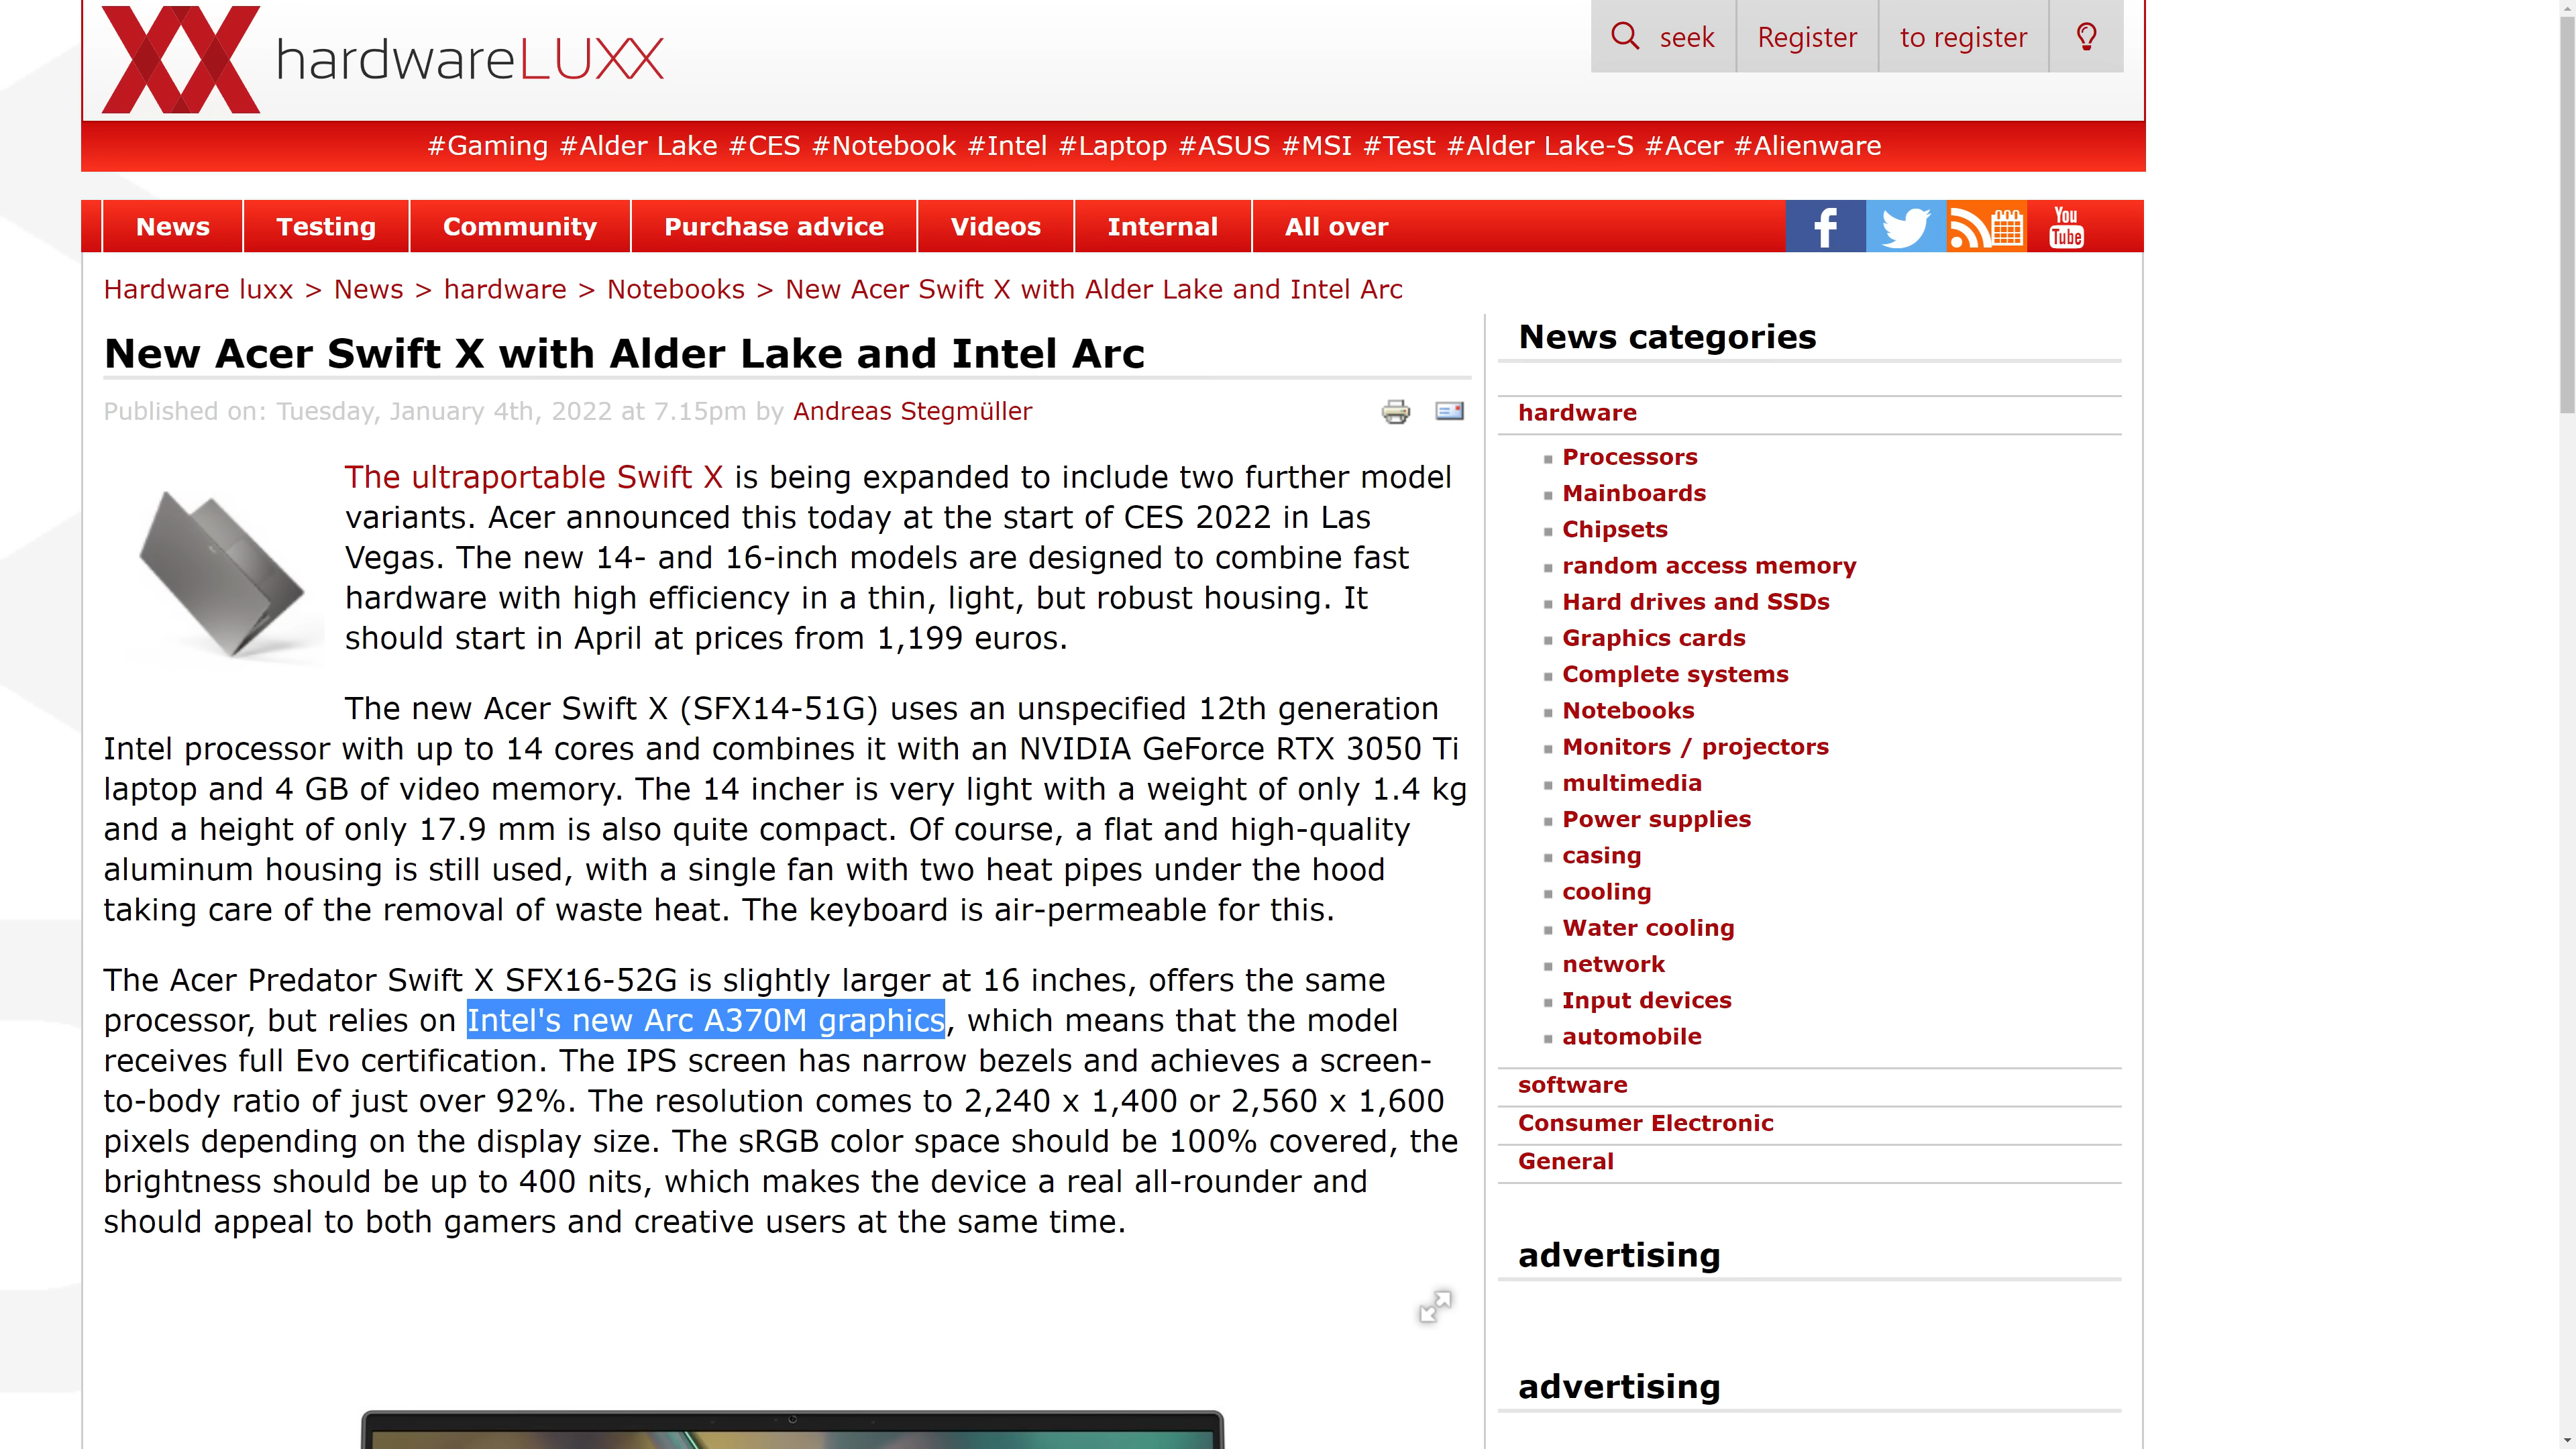 hardwareLUXX
seek
Register
to register
#Gaming #Alder Lake #CES #Notebook #Intel #Laptop #ASUS #MSI #Test #Alder Lake-S #Acer #Alienware
News
Testing
Community
Purchase advice
Videos
Internal
All over
You
Tube
Hardware luxx > News > hardware > Notebooks > New Acer Swift X with Alder Lake and Intel Arc
New Acer Swift X with Alder Lake and Intel Arc
Published on: Tuesday, January 4th, 2022 at 7.15pm by Andreas Stegmüller
The ultraportable Swift X is being expanded to include two further model
variants. Acer announced this today at the start of CES 2022 in Las
Vegas. The new 14- and 16-inch models are designed to combine fast
hardware with high efficiency in a thin, light, but robust housing. It
should start in April at prices from 1,199 euros.
The new Acer Swift X (SFX14-51G) uses an unspecified 12th generation
Intel processor with up to 14 cores and combines it with an NVIDIA GeForce RTX 3050 Ti
laptop and 4 GB of video memory. The 14 incher is very light with a weight of only 1.4 kg
and a height of only 17.9 mm is also quite compact. Of course, a flat and high-quality
aluminum housing is still used, with a single fan with two heat pipes under the hood
taking care of the removal of waste heat. The keyboard is air-permeable for this.
The Acer Predator Swift X SFX16-52G is slightly larger at 16 inches, offers the same
processor, but relies on Intel's new Arc A370M graphics, which means that the model
receives full Evo certification. The IPS screen has narrow bezels and achieves a screen-
to-body ratio of just over 92%. The resolution comes to 2,240 x 1,400 or 2,560 x 1,600
pixels depending on the display size. The sRGB color space should be 100% covered, the
brightness should be up to 400 nits, which makes the device a real all-rounder and
should appeal to both gamers and creative users at the same time.
News categories
hardware
Processors
Mainboards
Chipsets
random access memory
Hard drives and SSDs
Graphics cards
Complete systems
Notebooks
Monitors / projectors
multimedia
Power supplies
casing
cooling
Water cooling
network
Input devices
automobile
software
Consumer Electronic
General
advertising
advertising